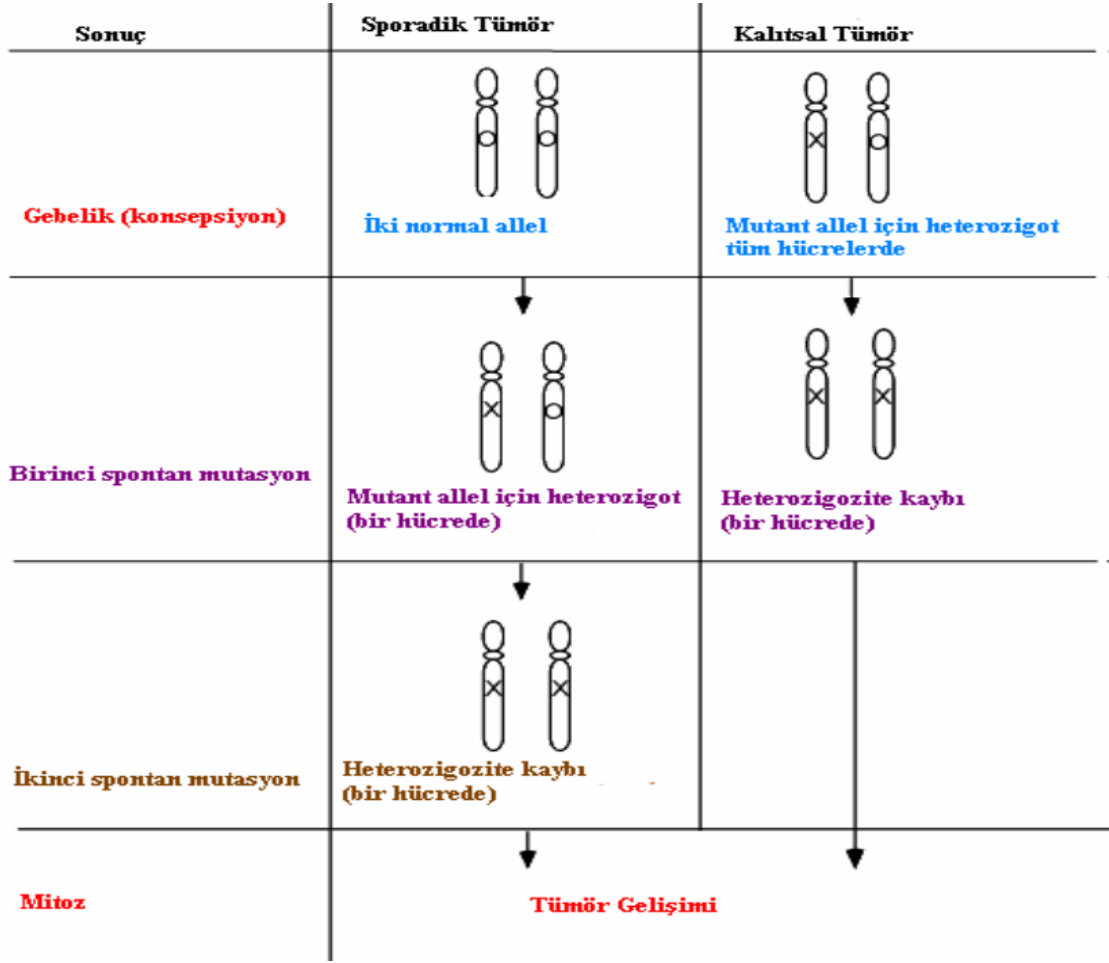 Sonuç
Sporadik Tümör
Kalıtsal Tümör
Gebelik (konsepsiyon)
İki normal allel
Mutant allel için heterozigot
tüm hücrelerde
Birinci spontan mutasyon
Mutant allel için heterozigot
(bir hücrede)
Heterozigozite kaybı
(bir hücrede)
İkinci spontan mutasyon
Heterozigozite kaybı
(bir hücrede)
Mitoz
Tümör Gelişimi